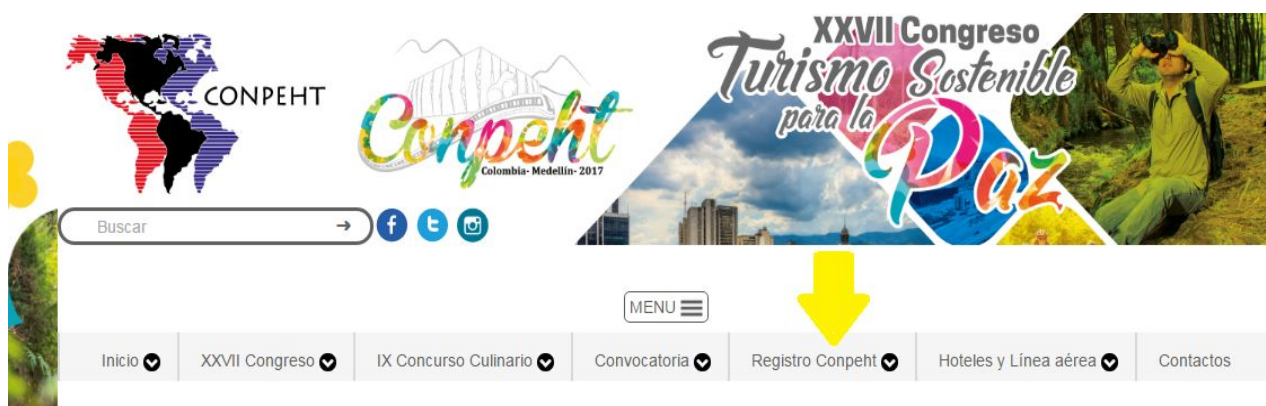 CONPEHT
Conpeht
Colombia- Medellín- 2017
XXVII Congreso
Turismo Sostenible
para la
Paz
Buscar
MENU
Inicio
XXVII Congreso
IX Concurso Culinario
Convocatoria
Registro Conpeht
Hoteles y Línea aérea
Contactos